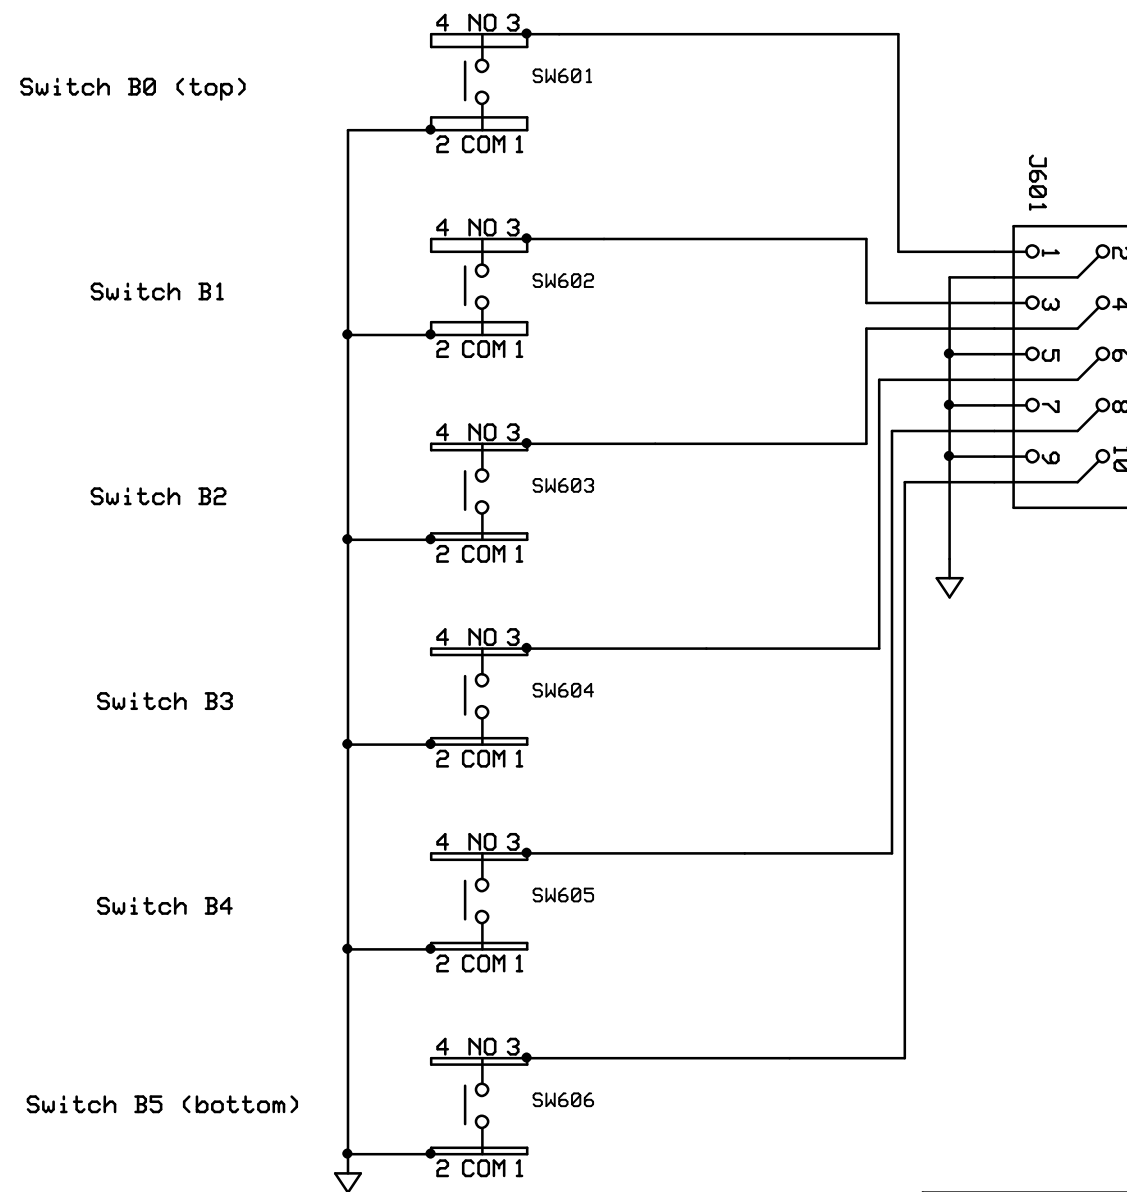 4 NO 3
SW601
Switch B0 (top)
2 COM 1
J601
4 NO 3
SW602
Switch B1
2 COM 1
1 2
3 4
5 6
7 8
9 10
4 NO 3
SW603
Switch B2
2 COM 1
4 NO 3
SW604
Switch B3
2 COM 1
4 NO 3
SW605
Switch B4
2 COM 1
4 NO 3
SW606
Switch B5 (bottom)
2 COM 1